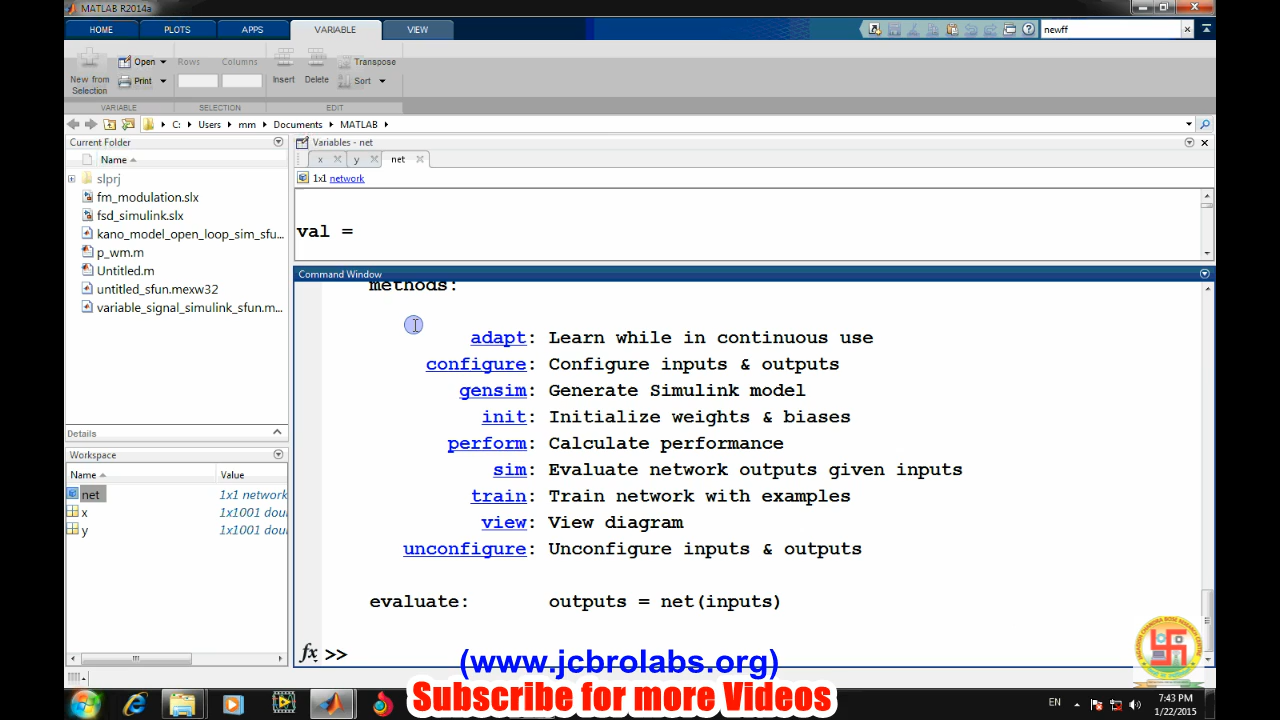 MATLAB R2014a
HOME PLOTS APPS VARIABLE VIEW
newff
New from Selection
Open
Print
Rows Columns
Insert Delete
Transpose
Sort
VARIABLE SELECTION EDIT
C: Users mm Documents MATLAB
Current Folder
Name
slprj
fm_modulation.slx
fsd_simulink.slx
kano_model_open_loop_sim_sfu...
p_wm.m
Untitled.m
untitled_sfun.mexw32
variable_signal_simulink_sfun.m...
Details
Workspace
Name Value
net 1x1 network
x 1x1001 dou
y 1x1001 dou
Variables - net
x y net
1x1 network
val =
Command Window
methods:
adapt: Learn while in continuous use
configure: Configure inputs & outputs
gensim: Generate Simulink model
init: Initialize weights & biases
perform: Calculate performance
sim: Evaluate network outputs given inputs
train: Train network with examples
view: View diagram
unconfigure: Unconfigure inputs & outputs
evaluate: outputs = net(inputs)
fx >>
(www.jcbrolabs.org)
Subscribe for more Videos
EN
7:43 PM
1/22/2015